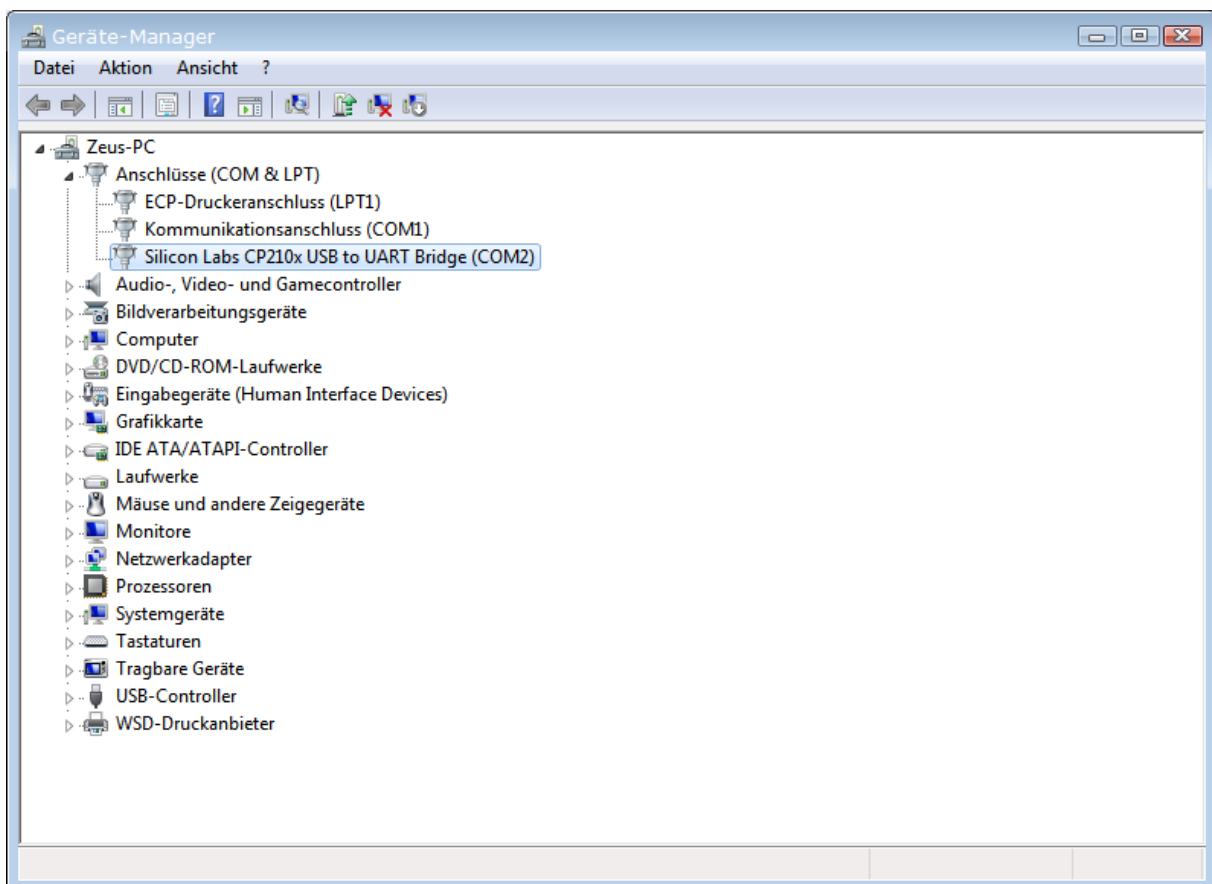 Geräte-Manager
Datei Aktion Ansicht ?
Zeus-PC
Anschlüsse (COM & LPT)
ECP-Druckeranschluss (LPT1)
Kommunikationsanschluss (COM1)
Silicon Labs CP210x USB to UART Bridge (COM2)
Audio-, Video- und Gamecontroller
Bildverarbeitungsgeräte
Computer
DVD/CD-ROM-Laufwerke
Eingabegeräte (Human Interface Devices)
Grafikkarte
IDE ATA/ATAPI-Controller
Laufwerke
Mäuse und andere Zeigegeräte
Monitore
Netzwerkadapter
Prozessoren
Systemgeräte
Tastaturen
Tragbare Geräte
USB-Controller
WSD-Druckanbieter